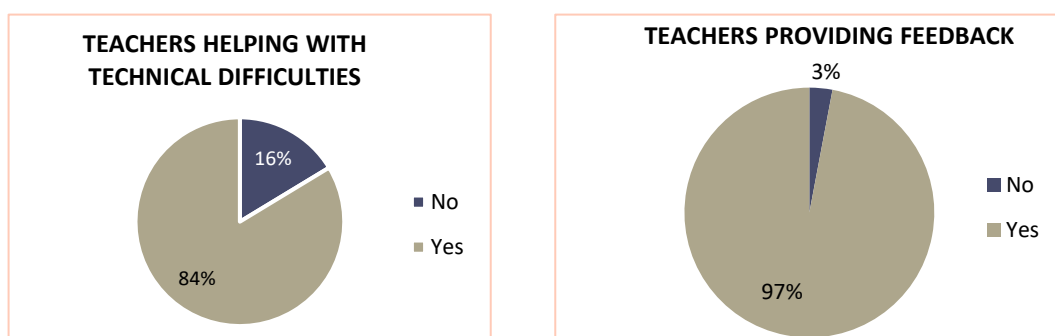 TEACHERS HELPING WITH
TECHNICAL DIFFICULTIES
16%
84%
No
Yes
TEACHERS PROVIDING FEEDBACK
3%
97%
No
Yes